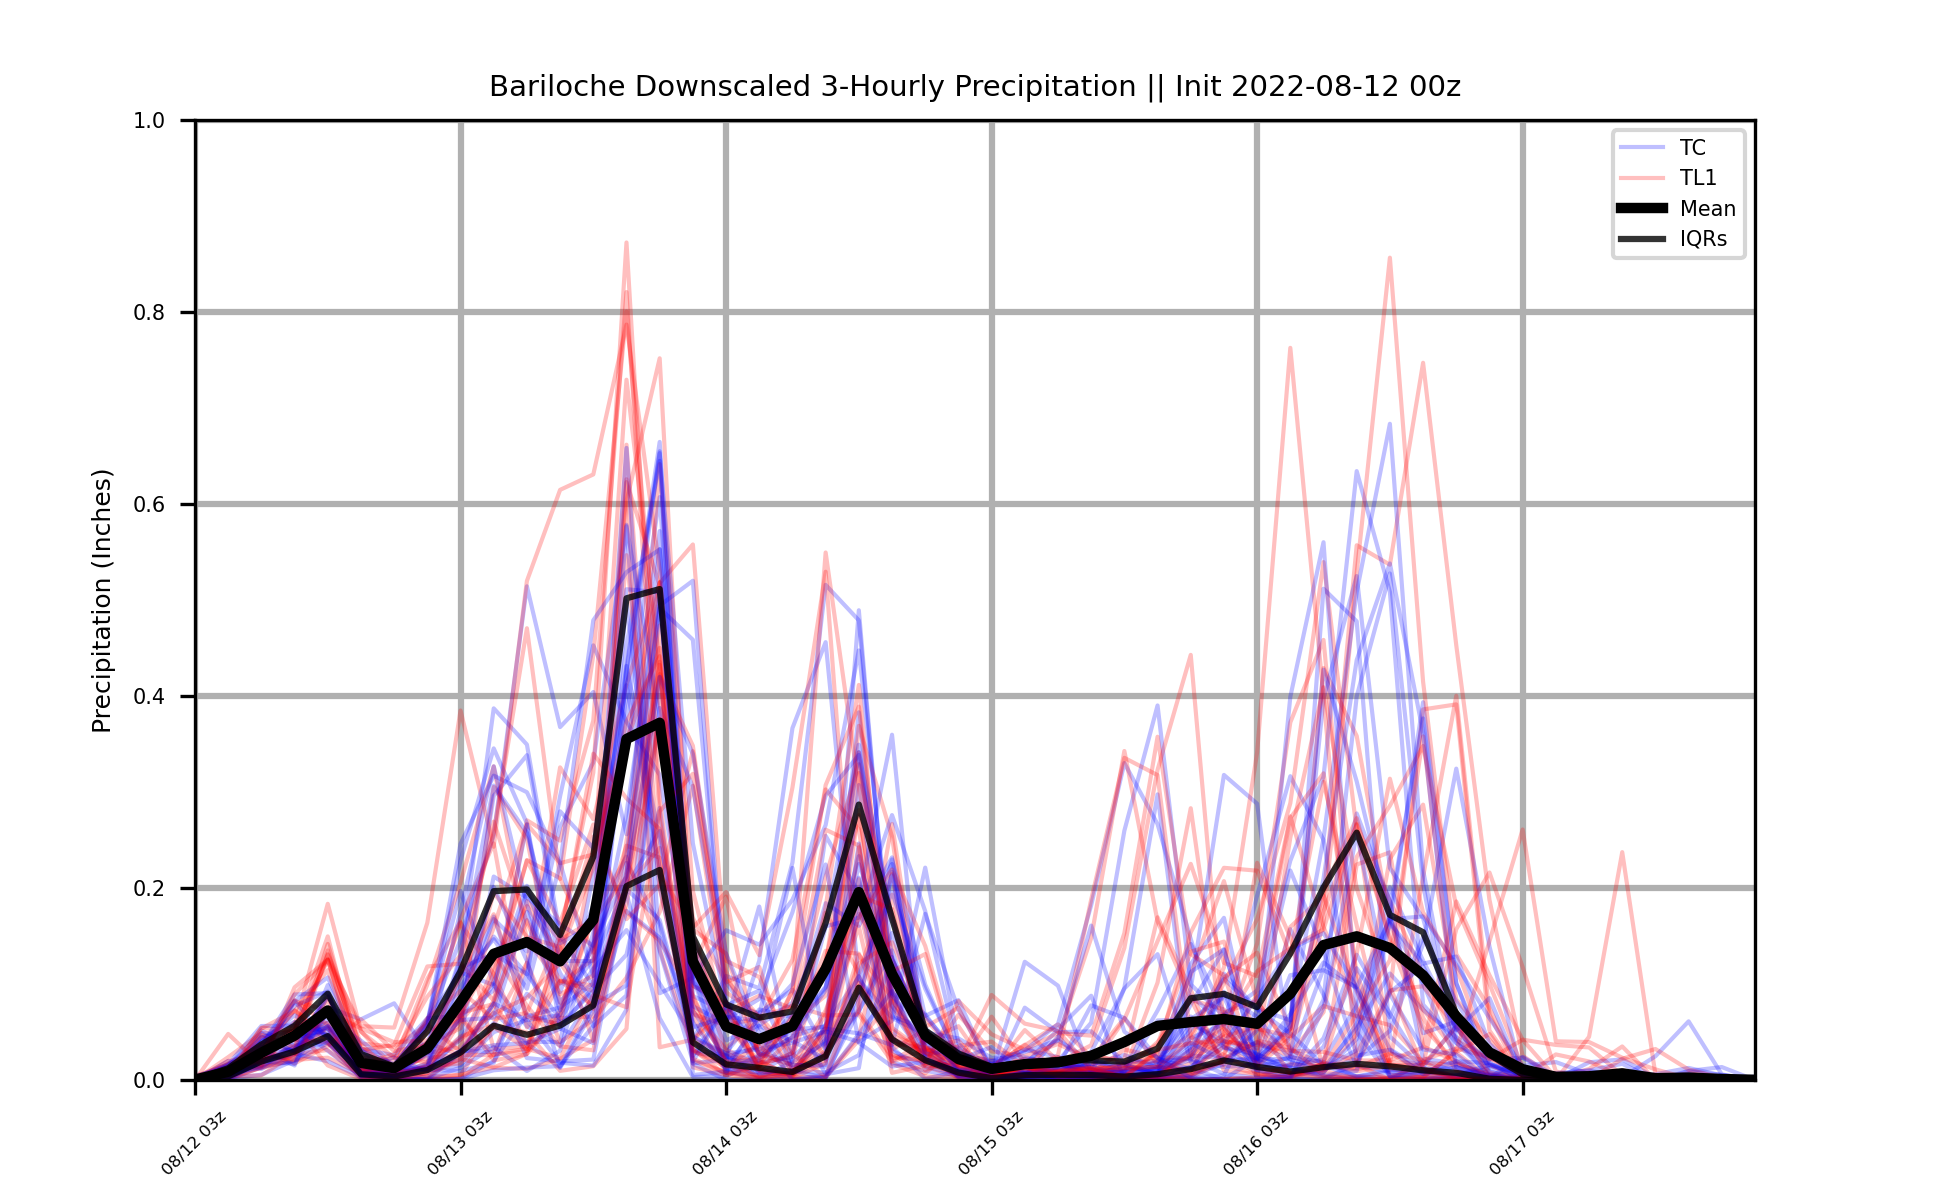 Bariloche Downscaled 3-Hourly Precipitation || Init 2022-08-12 00z
Precipitation (Inches)
1.0
0.8
0.6
0.4
0.2
0.0
TC
TL1
Mean
IQRs
08/12 03z
08/13 03z
08/14 03z
08/15 03z
08/16 03z
08/17 03z